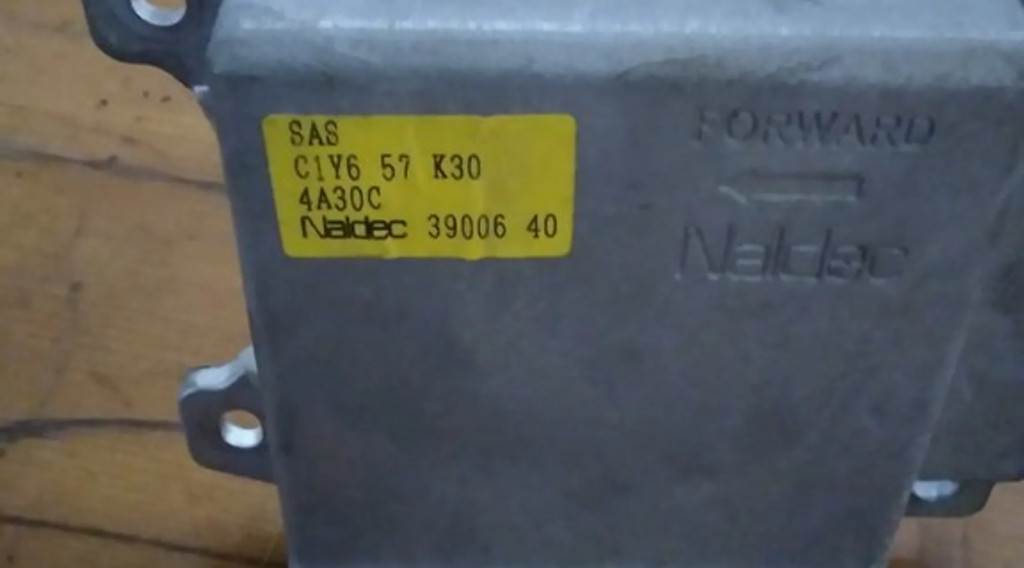 SAS
C1Y6 57 K30
4A30C
Naldec 39006 40
FORWARD
Naldec